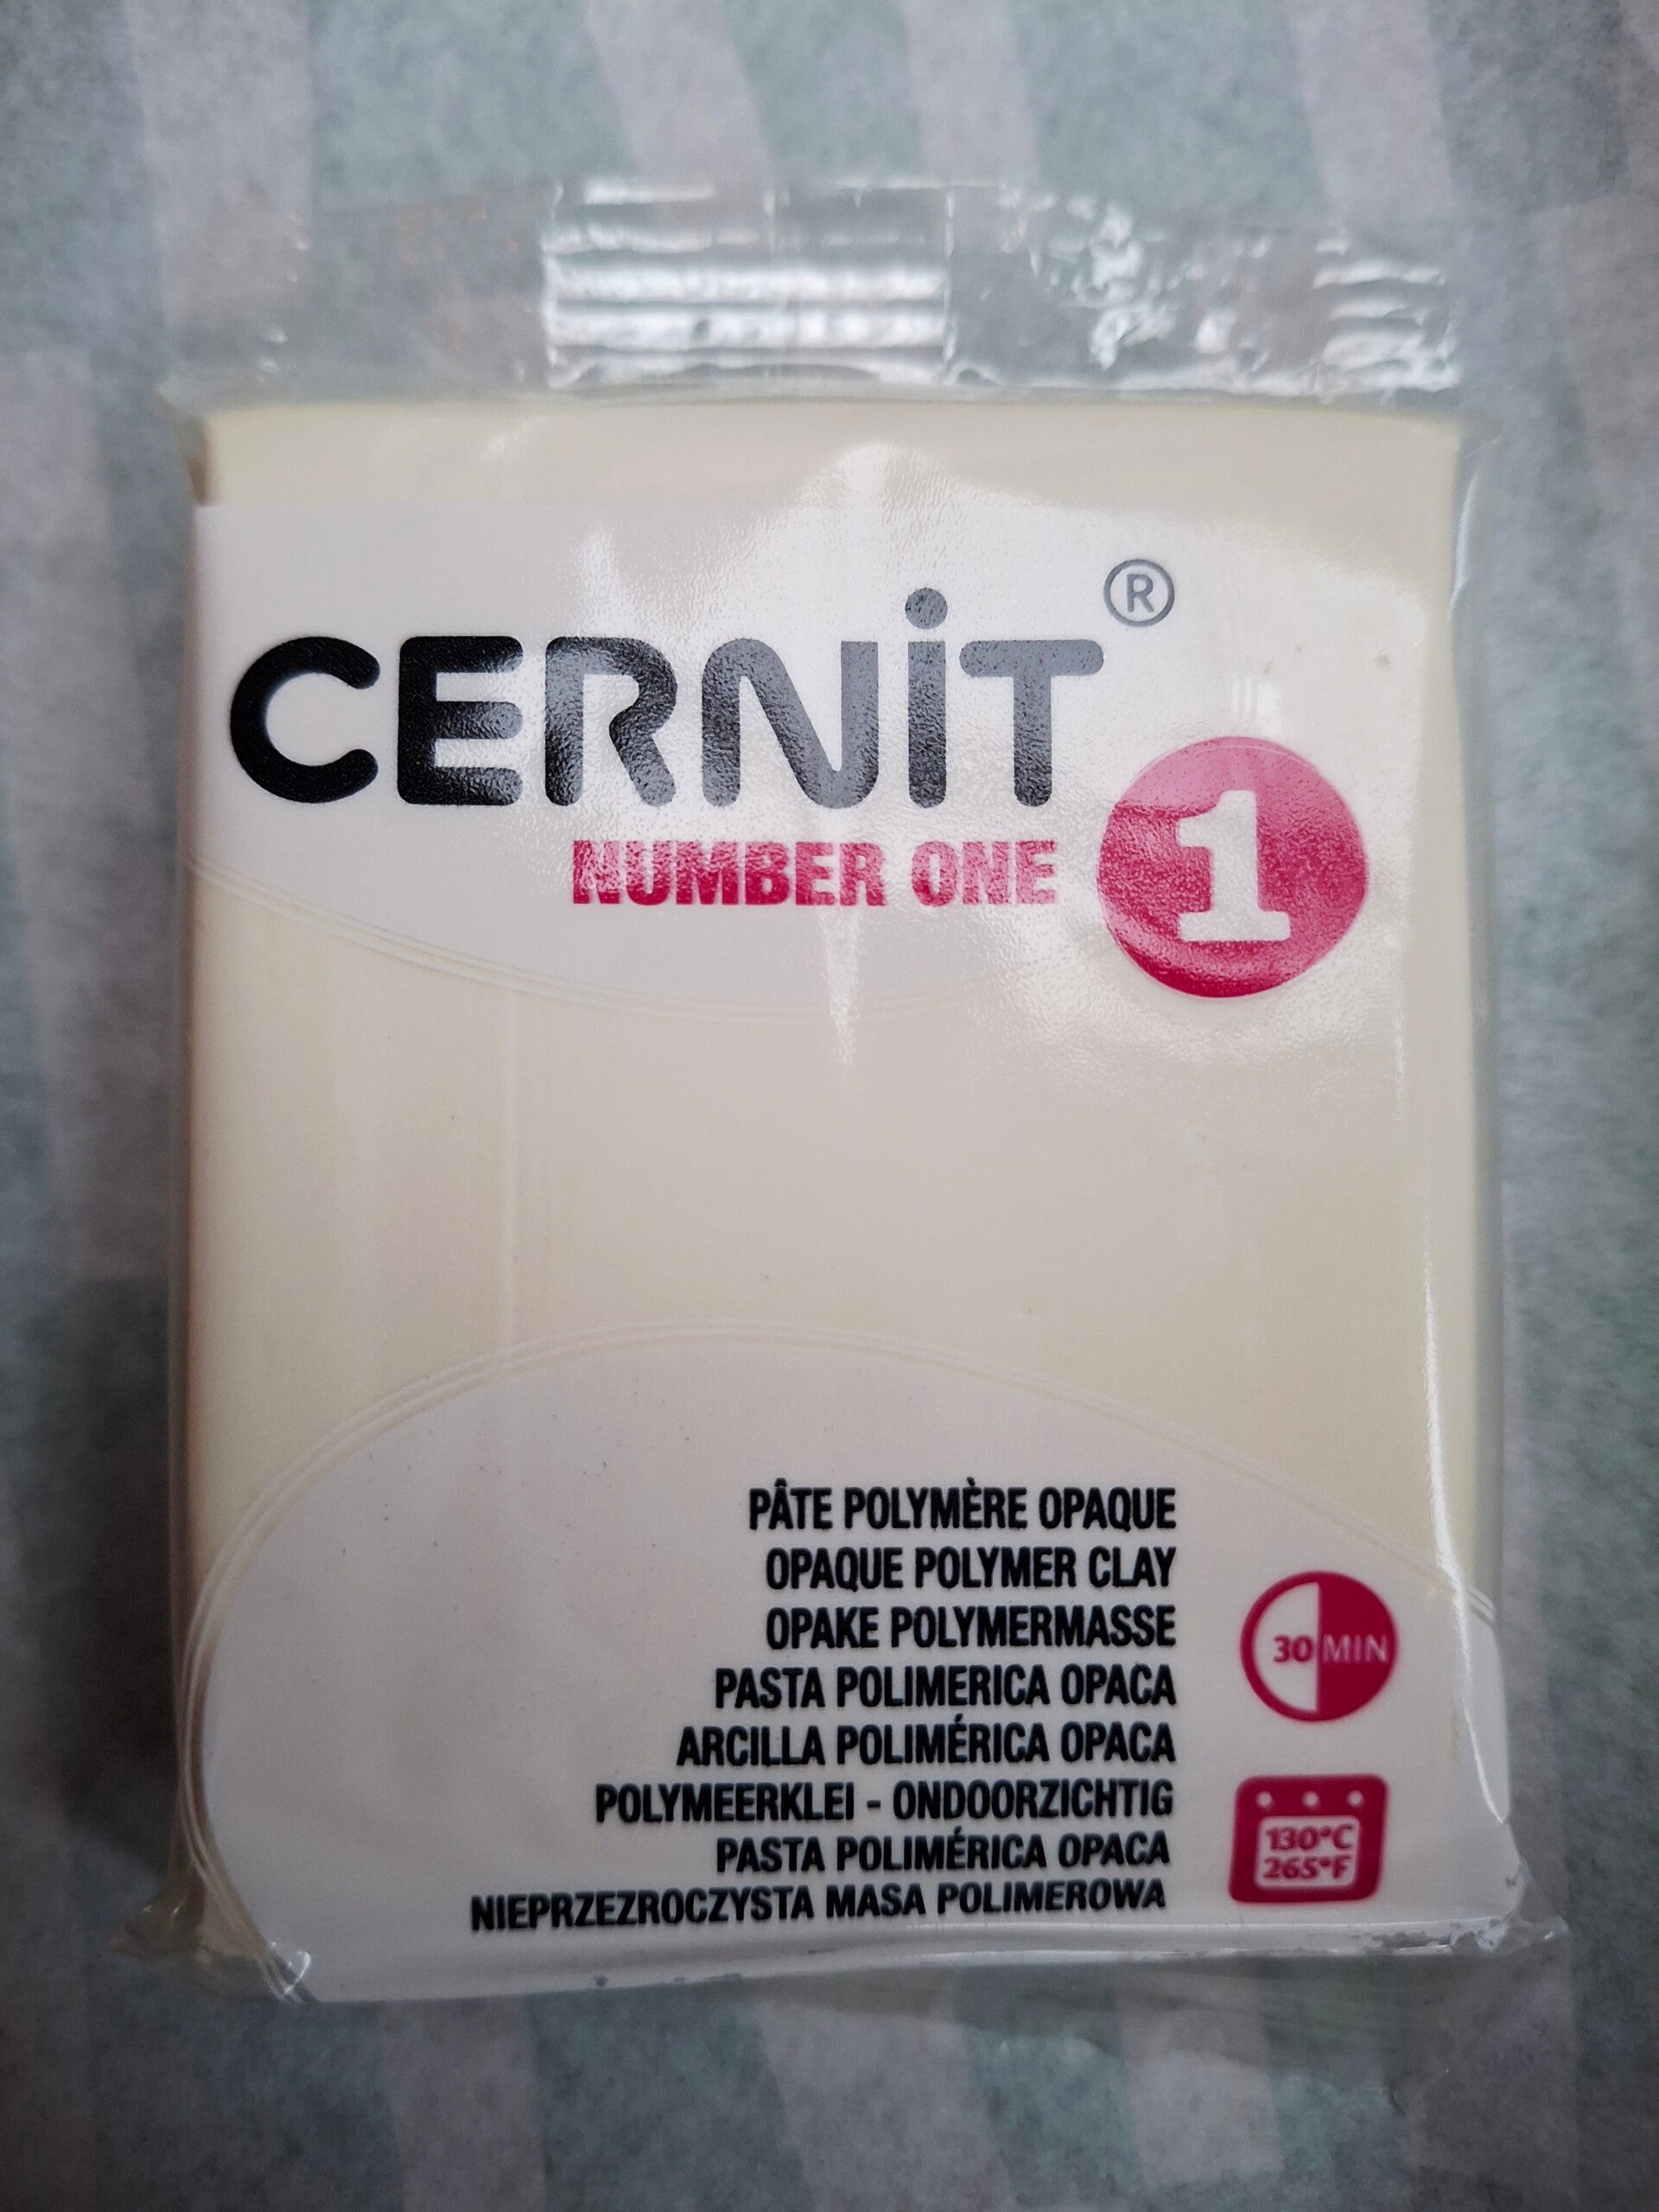 CERNiT®
NUMBER ONE 1
PÂTE POLYMÈRE OPAQUE
OPAQUE POLYMER CLAY
OPAKE POLYMERMASSE
PASTA POLIMERICA OPACA
ARCILLA POLIMÉRICA OPACA
POLYMEERKLEI - ONDOORZICHTIG
PASTA POLIMÉRICA OPACA
NIEPRZEZROCZYSTA MASA POLIMEROWA
30 MIN
130°C
265°F